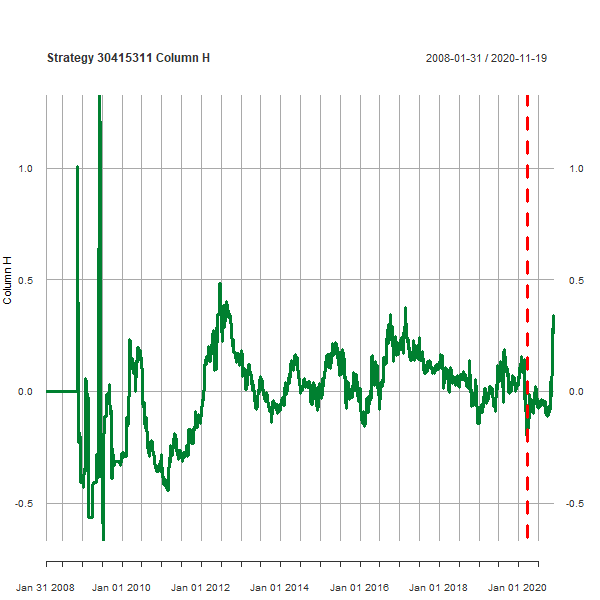 Strategy 30415311 Column H
2008-01-31 / 2020-11-19
1.0
1.0
0.5
0.5
Column H
0.0
0.0
-0.5
-0.5
Jan 31 2008
Jan 01 2010
Jan 01 2012
Jan 01 2014
Jan 01 2016
Jan 01 2018
Jan 01 2020